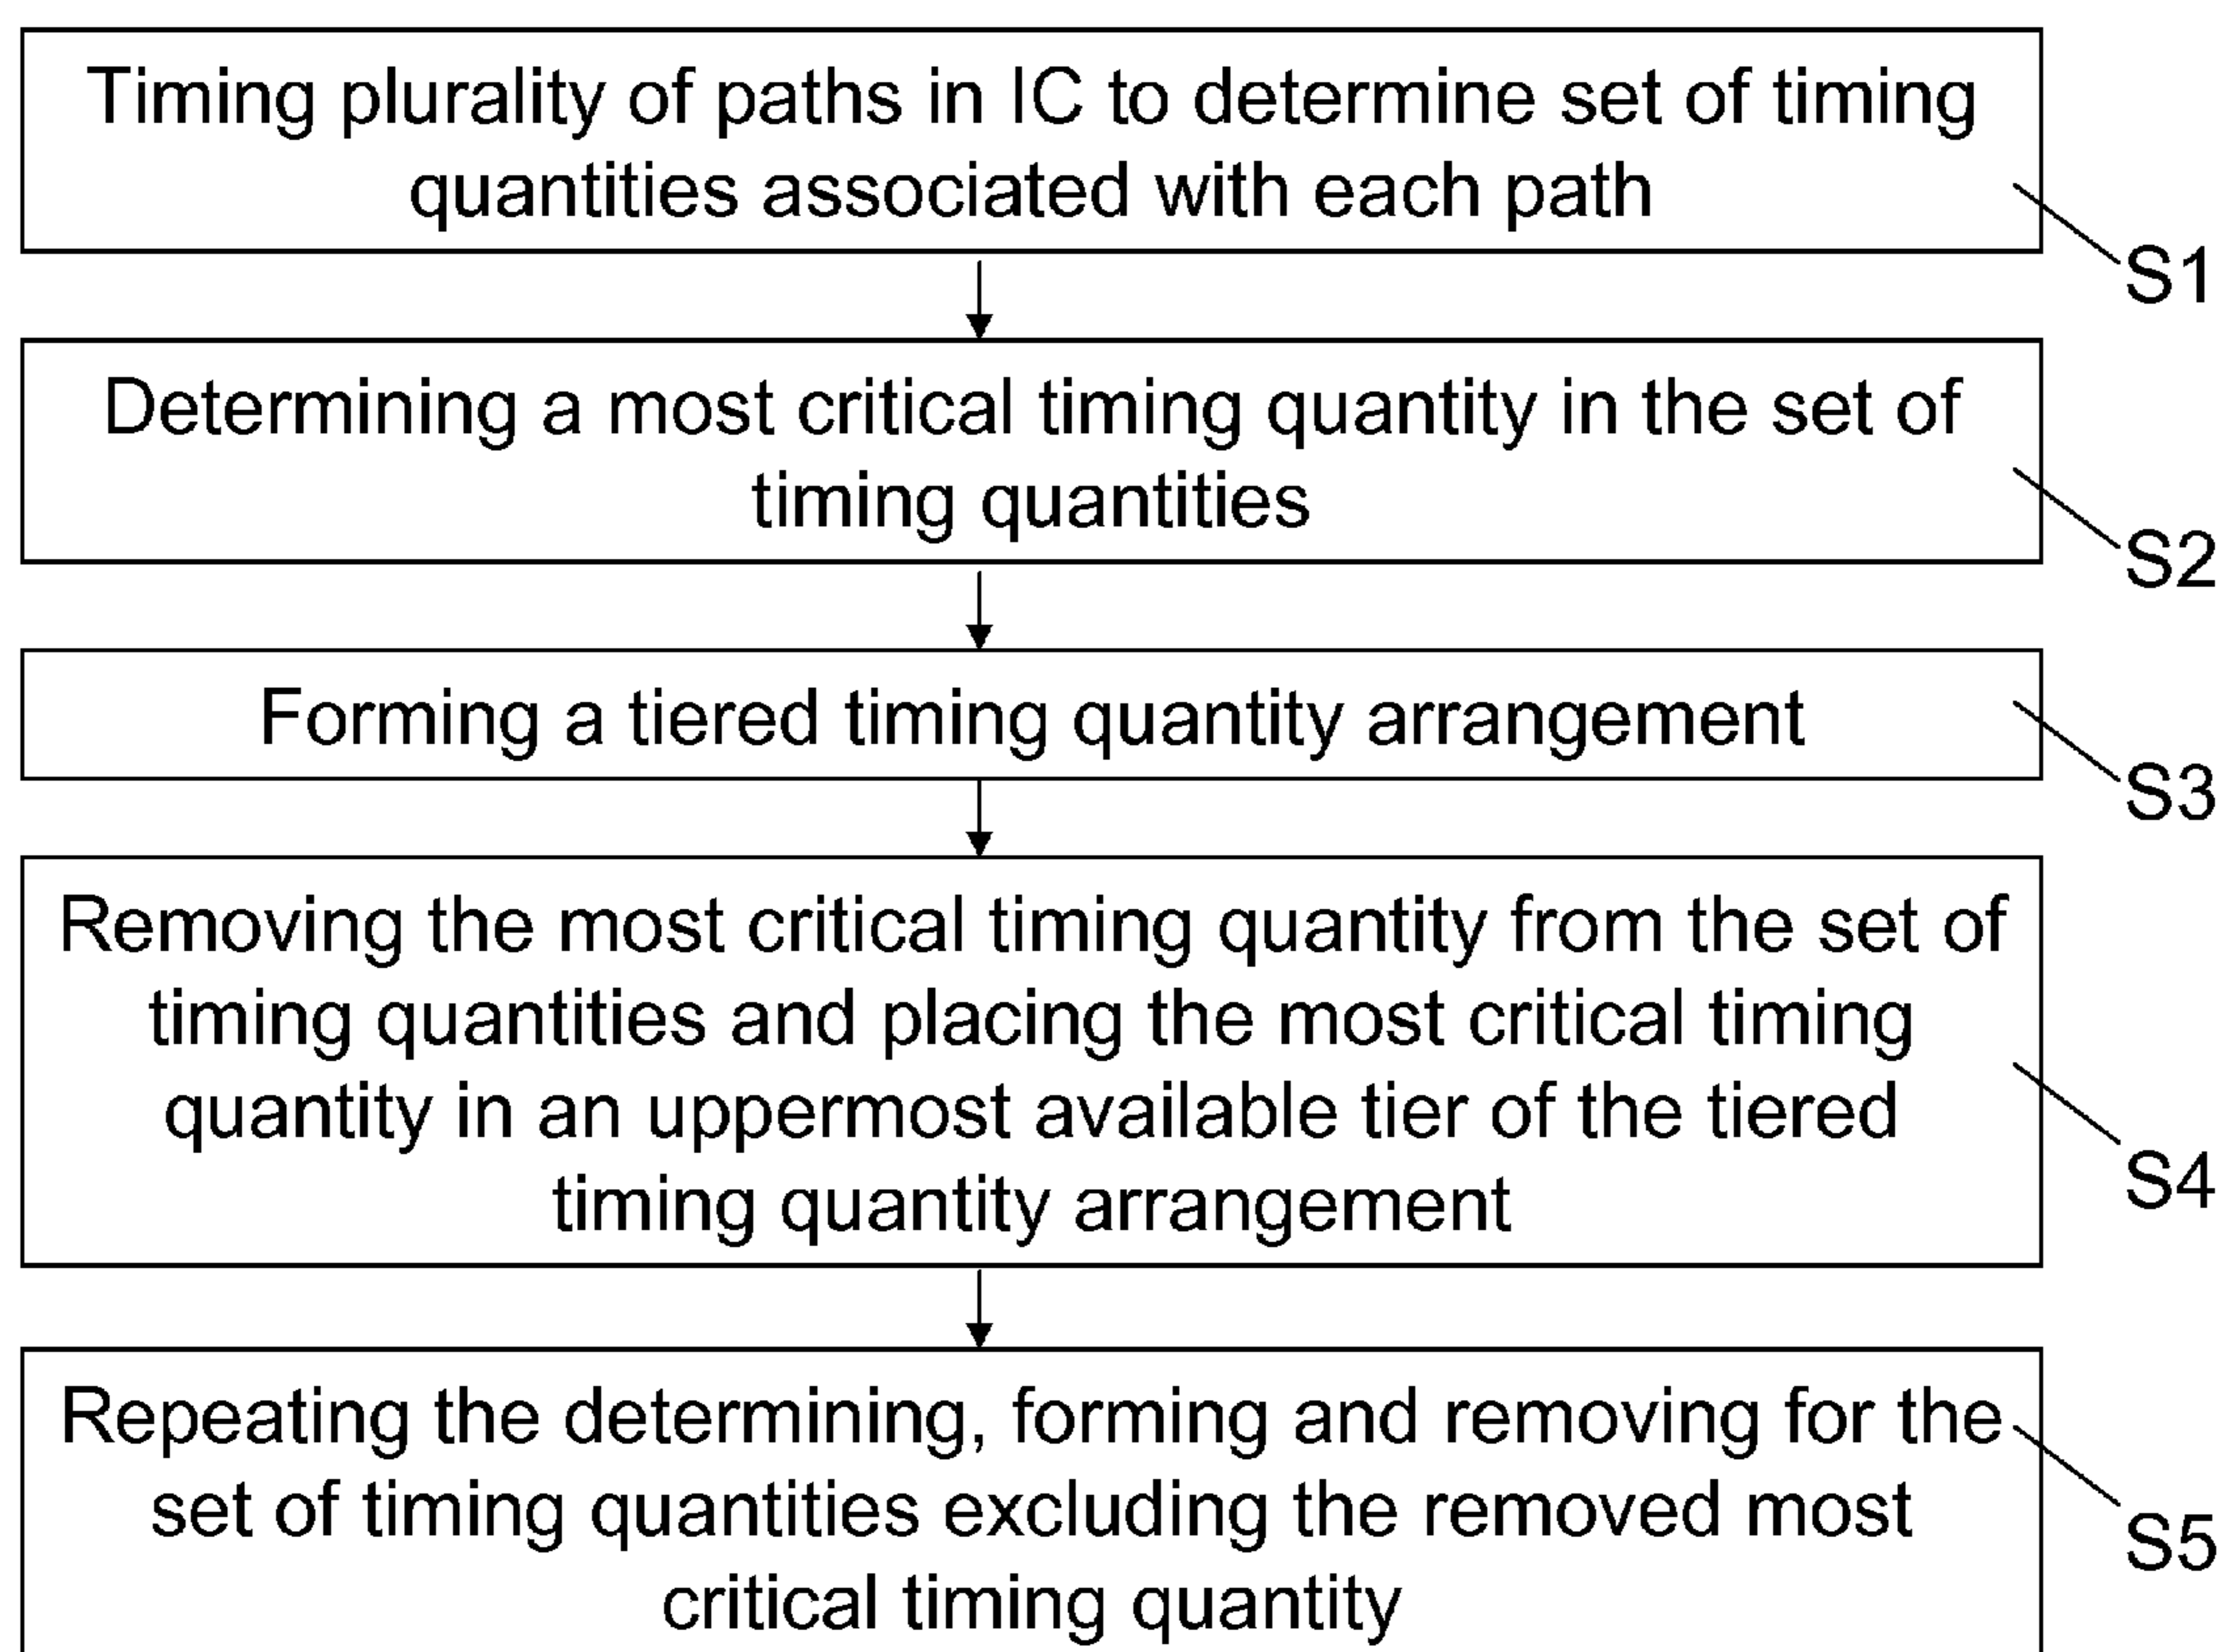 Timing plurality of paths in IC to determine set of timing
quantities associated with each path
S1
Determining a most critical timing quantity in the set of
timing quantities
S2
Forming a tiered timing quantity arrangement
S3
Removing the most critical timing quantity from the set of
timing quantities and placing the most critical timing
quantity in an uppermost available tier of the tiered
timing quantity arrangement
S4
Repeating the determining, forming and removing for the
set of timing quantities excluding the removed most
critical timing quantity
S5